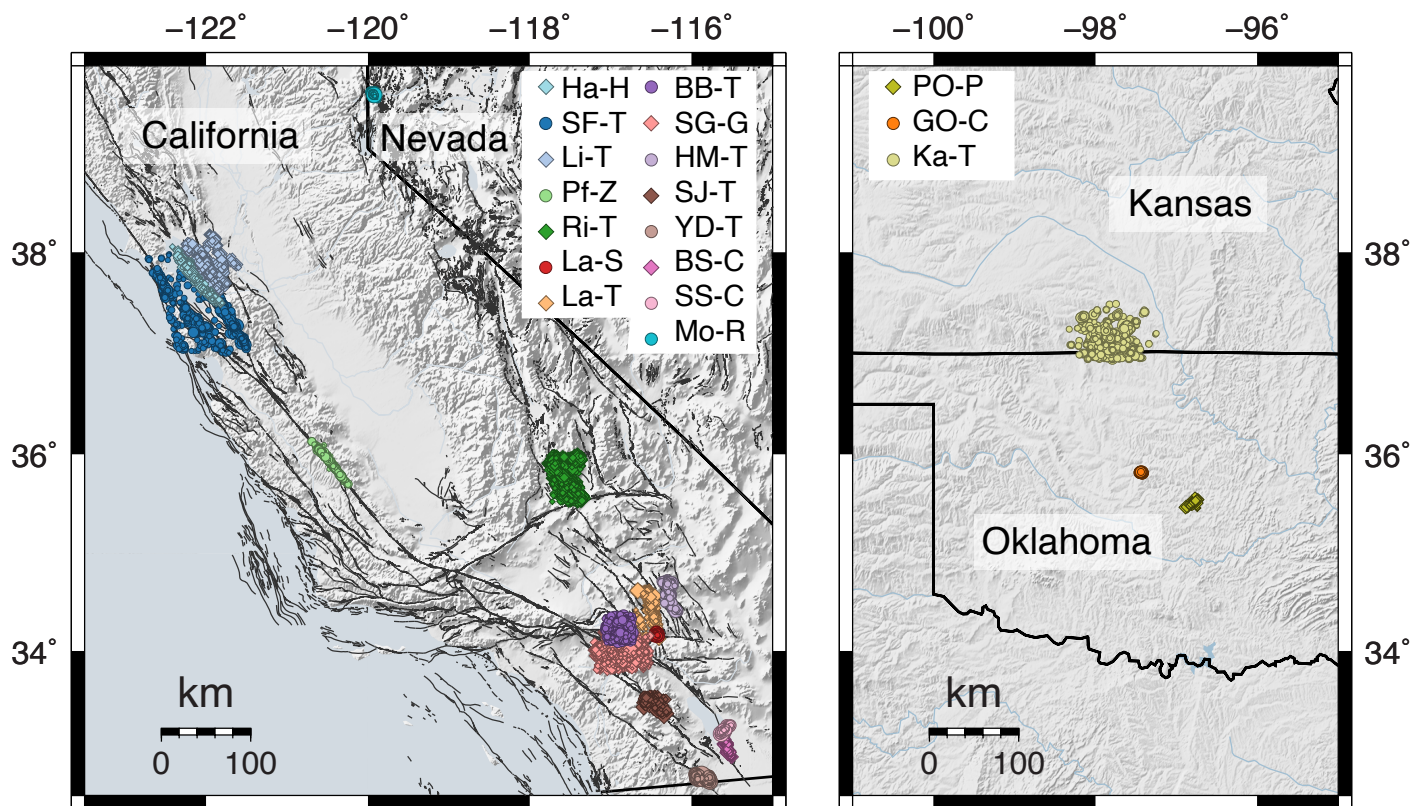 −122° −120° −118° −116°
38°
36°
34°
California
Nevada
Ha-H
SF-T
Li-T
Pf-Z
Ri-T
La-S
La-T
BB-T
SG-G
HM-T
SJ-T
YD-T
BS-C
SS-C
Mo-R
km
0 100
−100° −98° −96°
PO-P
GO-C
Ka-T
Kansas
Oklahoma
km
0 100
38°
36°
34°